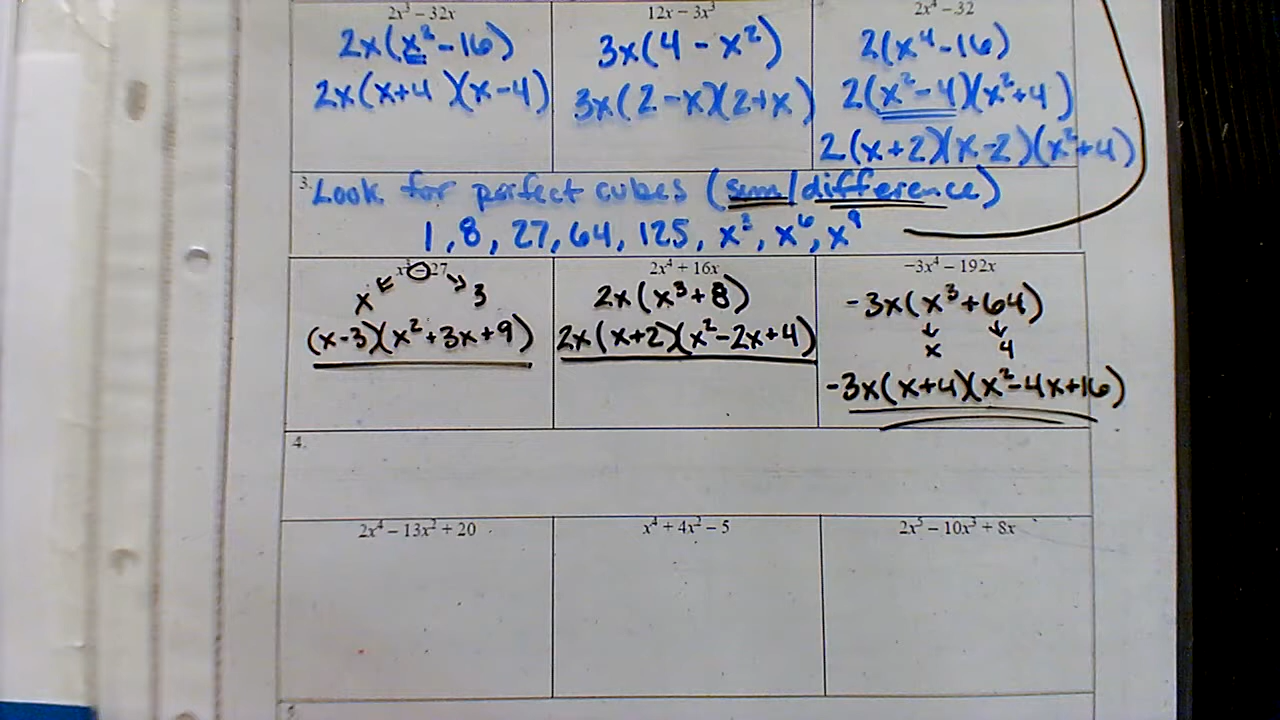 2x³ − 32x
12x − 3x³
2x⁴ − 32
2x(x²-16)
3x(4 - x²)
2(x⁴-16)
2x(x+4)(x-4)
3x(2-x)(2+x)
2(x²-4)(x²+4)
2(x+2)(x-2)(x²+4)
3. Look for perfect cubes (sum/difference)
1, 8, 27, 64, 125, x³, x⁶, x⁹
x³ − 27
2x⁴ + 16x
−3x⁴ − 192x
x 3
2x(x³+8)
-3x(x³+64)
x 4
(x-3)(x²+3x+9)
2x(x+2)(x²-2x+4)
-3x(x+4)(x²-4x+16)
4.
2x⁴ − 13x² + 20
x⁴ + 4x² − 5
2x⁵ − 10x³ + 8x
5.